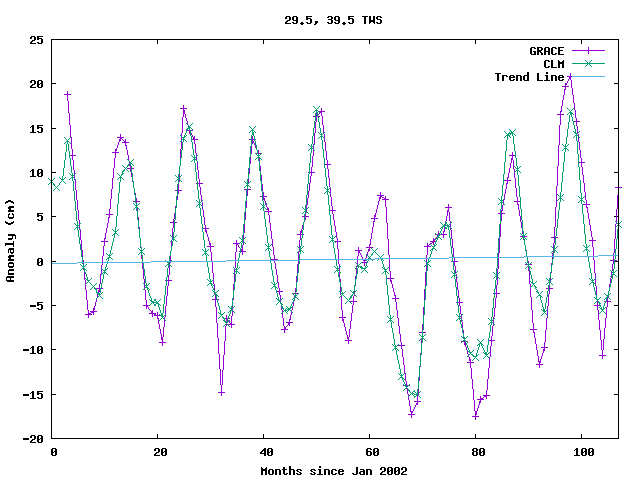 29.5, 39.5 TWS
GRACE
CLM
Trend Line
25
20
15
10
5
0
-5
-10
-15
-20
Anomaly (cm)
0 20 40 60 80 100
Months since Jan 2002